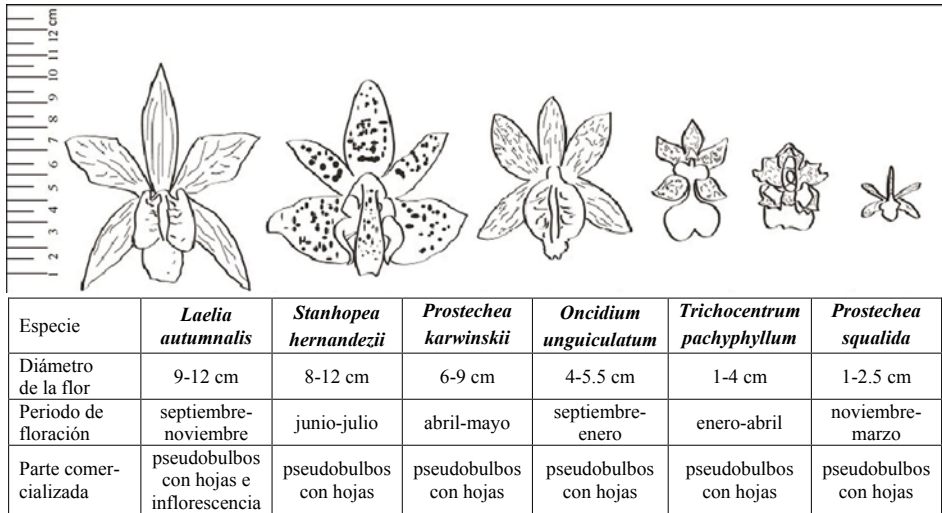 12 cm
11
10
9
8
7
6
5
4
3
2
1
Especie Laelia autumnalis Stanhopea hernandezii Prostechea karwinskii Oncidium unguiculatum Trichocentrum pachyphyllum Prostechea squalida
Diámetro de la flor 9-12 cm 8-12 cm 6-9 cm 4-5.5 cm 1-4 cm 1-2.5 cm
Periodo de floración septiembre-noviembre junio-julio abril-mayo septiembre-enero enero-abril noviembre-marzo
Parte comer-cializada pseudobulbos con hojas e inflorescencia pseudobulbos con hojas pseudobulbos con hojas pseudobulbos con hojas pseudobulbos con hojas pseudobulbos con hojas